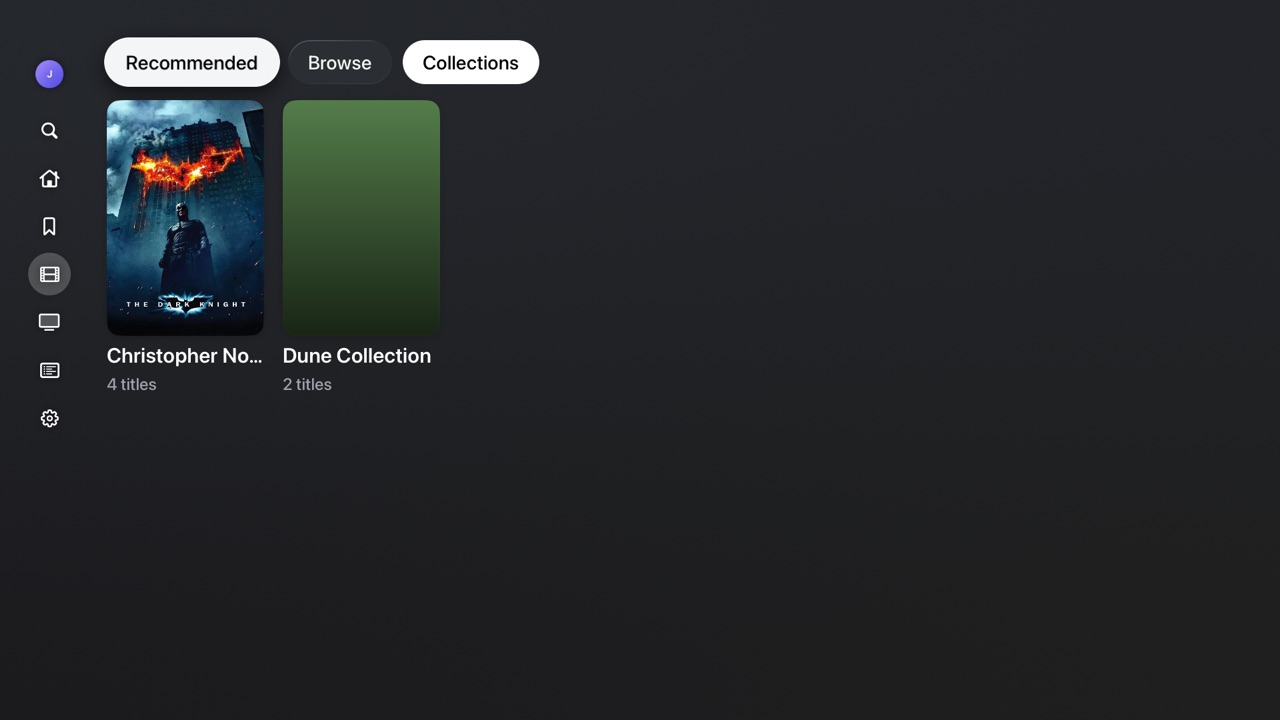 Recommended
Browse
Collections
J
THE DARK KNIGHT
Christopher No...
Dune Collection
4 titles
2 titles